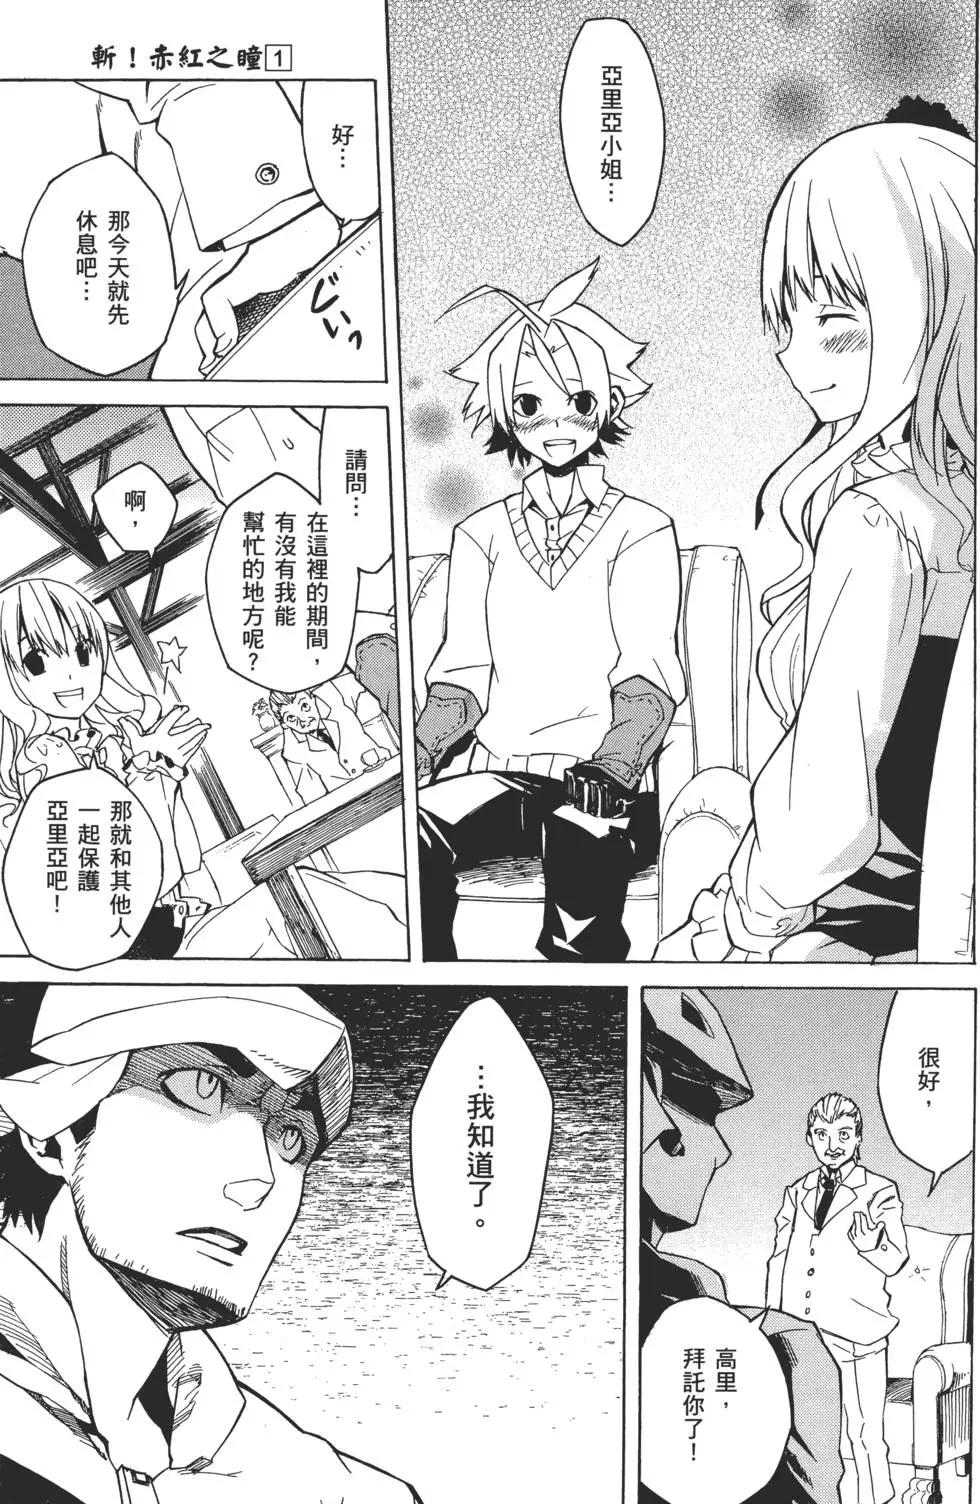 斬！赤紅之瞳1
亞里亞小姐…
好…
那今天就先
休息吧…
じいっ
請問…
在這裡的期間，
有沒有我能
幫忙的地方呢？
啊，
那就和其他人
一起保護
亞里亞吧！
很好，
高里，
拜託你了！
…我知道了。